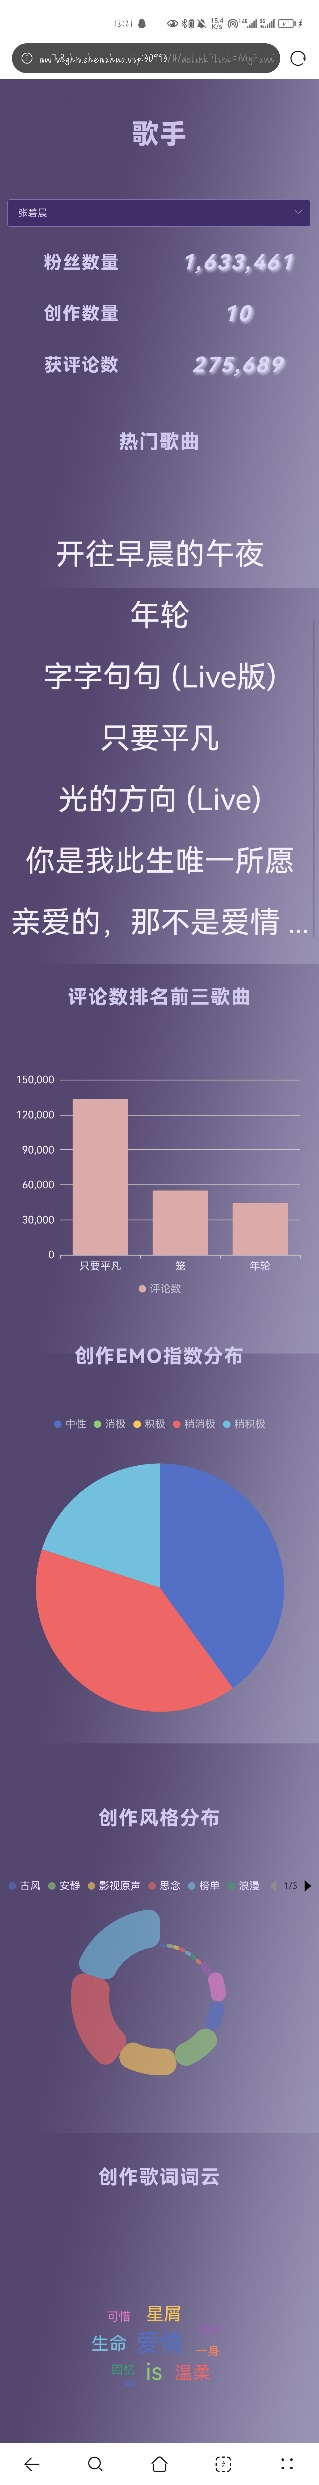 歌手
张碧晨
粉丝数量 1,633,461
创作数量 10
获评论数 275,689
热门歌曲
开往早晨的午夜
年轮
字字句句 (Live版)
只要平凡
光的方向 (Live)
你是我此生唯一所愿
亲爱的，那不是爱情 ...
评论数排名前三歌曲
150,000
120,000
90,000
60,000
30,000
0
只要平凡 笼 年轮
评论数
创作EMO指数分布
中性 消极 积极 稍消极 稍积极
创作风格分布
古风 安静 影视原声 思念 榜单 浪漫 1/3
创作歌词词云
可惜 星屑
生命 爱情 一身
回忆 is 温柔